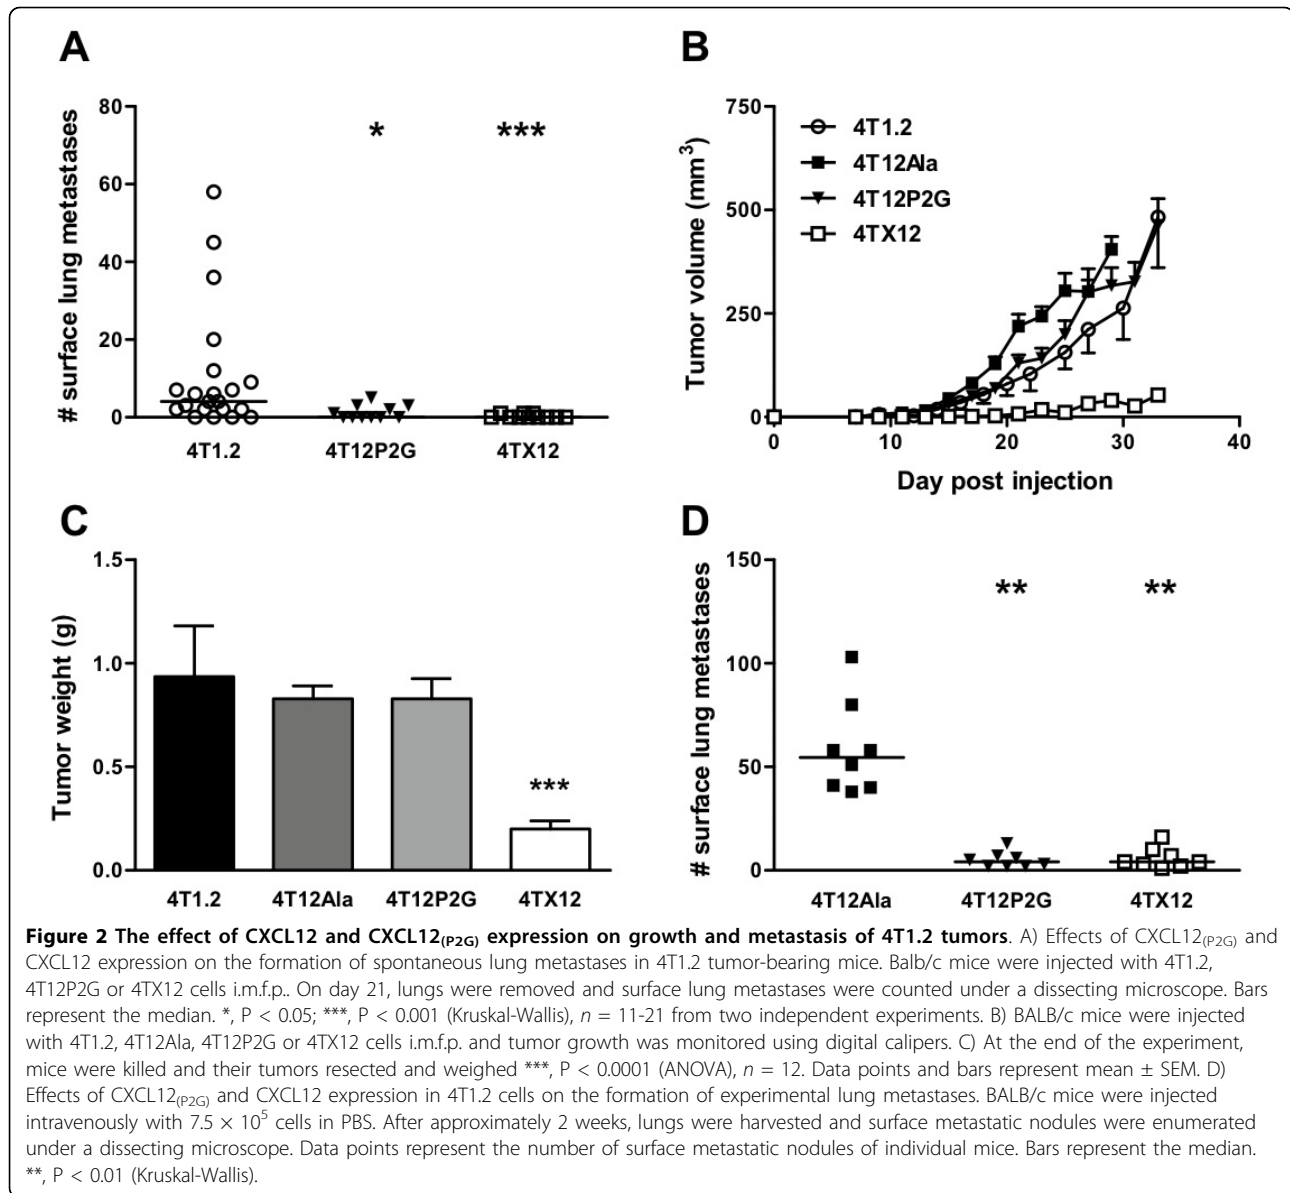 A
# surface lung metastases
80
60
40
20
0
* ***
4T1.2 4T12P2G 4TX12
B
Tumor volume (mm³)
750
500
250
0
4T1.2
4T12Ala
4T12P2G
4TX12
0 10 20 30 40
Day post injection
C
Tumor weight (g)
1.5
1.0
0.5
0.0
***
4T1.2 4T12Ala 4T12P2G 4TX12
D
# surface lung metastases
150
100
50
0
** **
4T12Ala 4T12P2G 4TX12
Figure 2 The effect of CXCL12 and CXCL12(P2G) expression on growth and metastasis of 4T1.2 tumors. A) Effects of CXCL12(P2G) and
CXCL12 expression on the formation of spontaneous lung metastases in 4T1.2 tumor-bearing mice. Balb/c mice were injected with 4T1.2,
4T12P2G or 4TX12 cells i.m.f.p.. On day 21, lungs were removed and surface lung metastases were counted under a dissecting microscope. Bars
represent the median. *, P < 0.05; ***, P < 0.001 (Kruskal-Wallis), n = 11-21 from two independent experiments. B) BALB/c mice were injected
with 4T1.2, 4T12Ala, 4T12P2G or 4TX12 cells i.m.f.p. and tumor growth was monitored using digital calipers. C) At the end of the experiment,
mice were killed and their tumors resected and weighed ***, P < 0.0001 (ANOVA), n = 12. Data points and bars represent mean ± SEM. D)
Effects of CXCL12(P2G) and CXCL12 expression in 4T1.2 cells on the formation of experimental lung metastases. BALB/c mice were injected
intravenously with 7.5 × 10⁵ cells in PBS. After approximately 2 weeks, lungs were harvested and surface metastatic nodules were enumerated
under a dissecting microscope. Data points represent the number of surface metastatic nodules of individual mice. Bars represent the median.
**, P < 0.01 (Kruskal-Wallis).